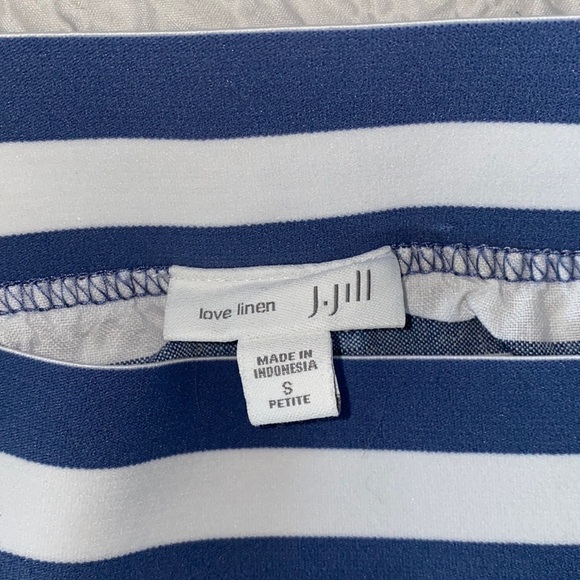 love linen J.Jill
MADE IN
INDONESIA
S
PETITE